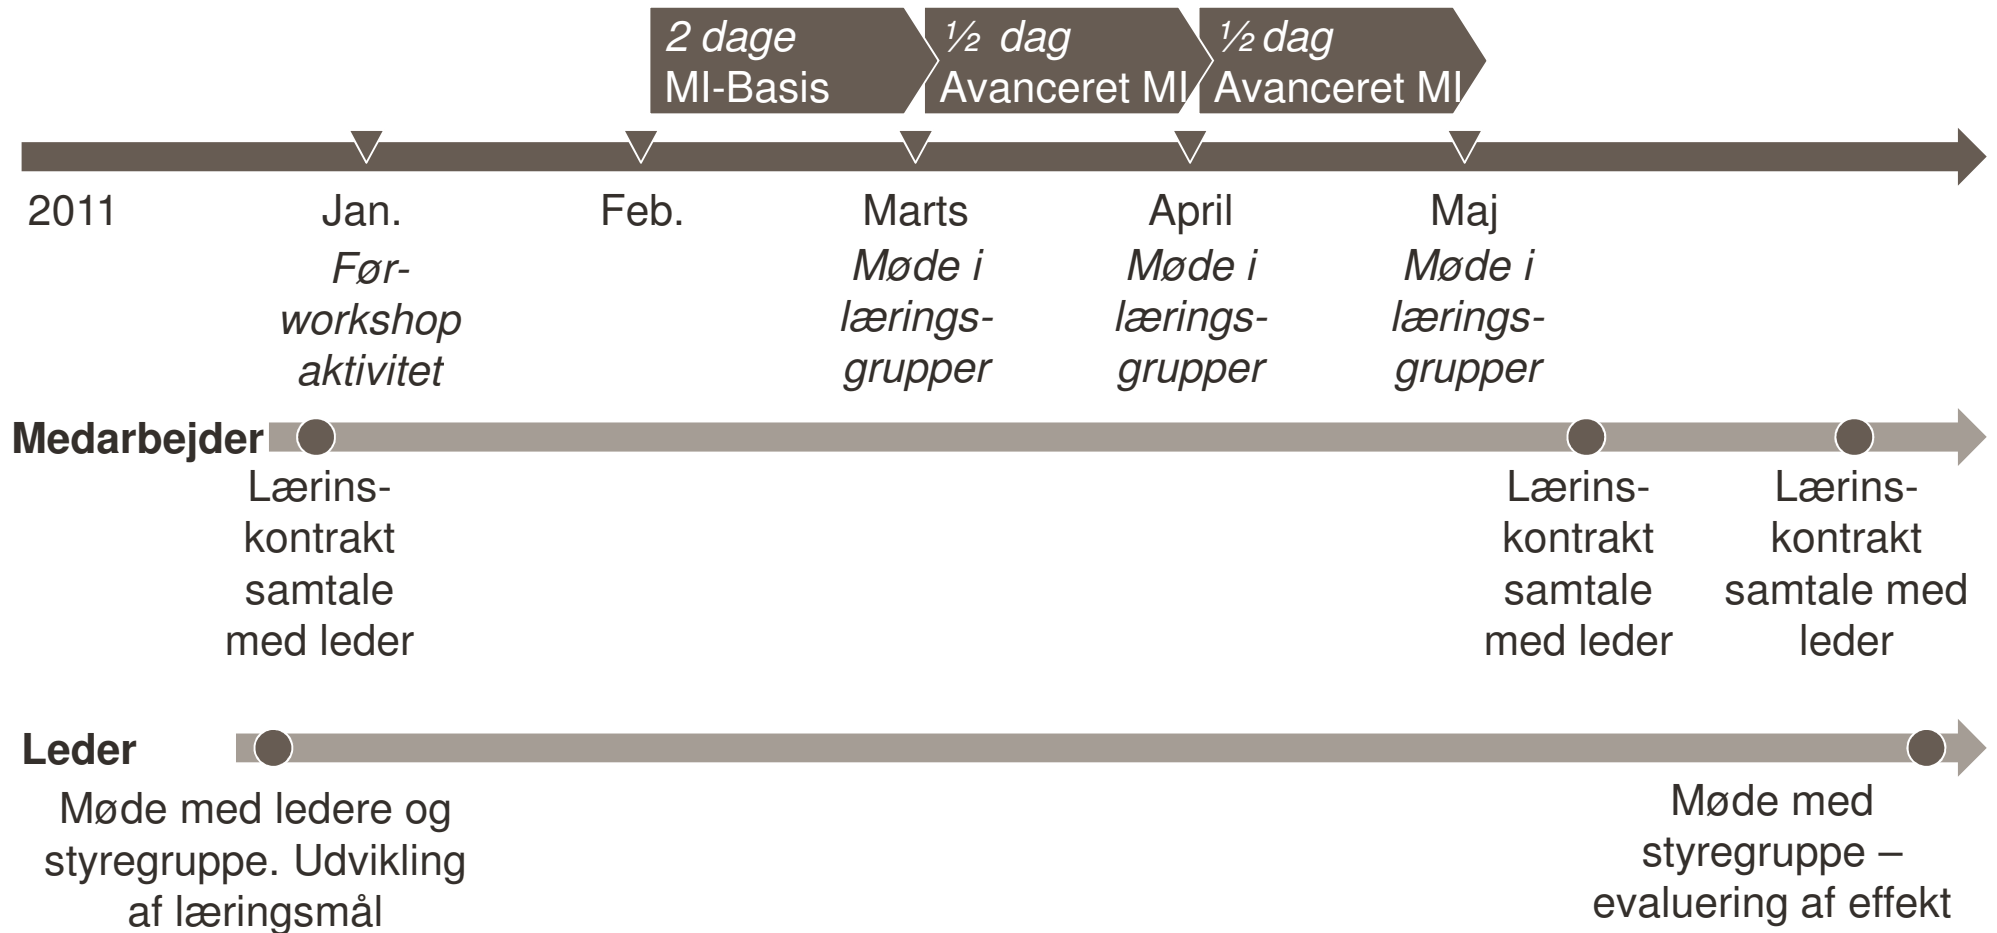 2 dage
MI-Basis
½ dag
Avanceret MI
½ dag
Avanceret MI
2011
Jan.
Feb.
Marts
April
Maj
Før-
workshop
aktivitet
Møde i
lærings-
grupper
Møde i
lærings-
grupper
Møde i
lærings-
grupper
Medarbejder
Lærins-
kontrakt
samtale
med leder
Lærins-
kontrakt
samtale
med leder
Lærins-
kontrakt
samtale med
leder
Leder
Møde med ledere og
styregruppe. Udvikling
af læringsmål
Møde med
styregruppe –
evaluering af effekt